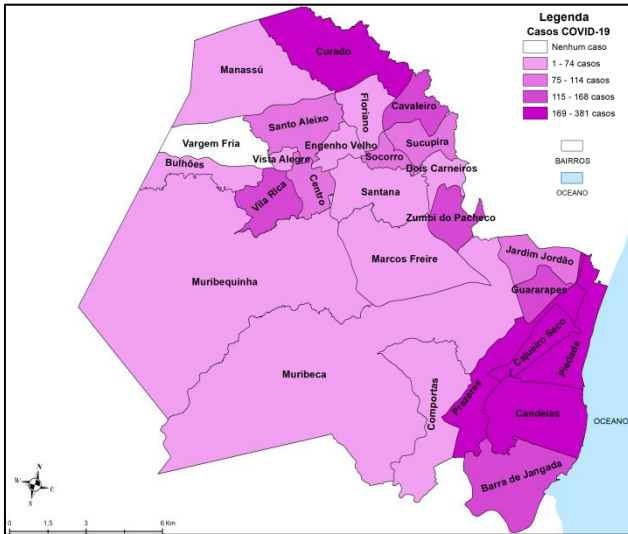 Legenda
Casos COVID-19
Nenhum caso
1 - 74 casos
75 - 114 casos
115 - 168 casos
169 - 381 casos
BAIRROS
OCEANO
Curado
Manassú
Floriano
Cavaleiro
Santo Aleixo
Vargem Fria
Engenho Velho
Sucupira
Bulhões
Vista Alegre
Socorro
Dois Carneiros
Vila Rica
Centro
Santana
Zumbi do Pacheco
Marcos Freire
Jardim Jordão
Muribequinha
Guararapes
Cajueiro Seco
Piedade
Muribeca
Comportas
Prazeres
Candeias
OCEANO
Barra de Jangada
N
W
E
S
0 1,5 3 6 Km